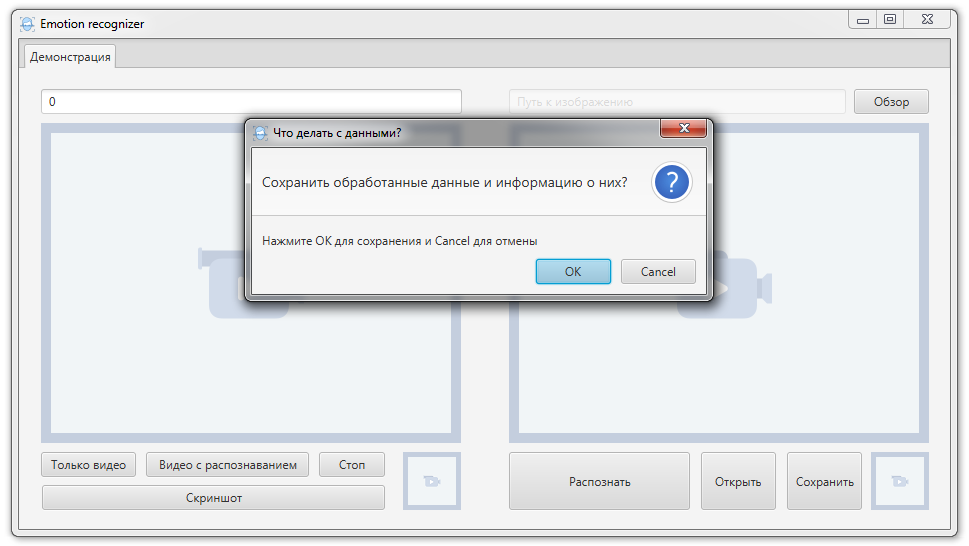 Emotion recognizer
Демонстрация
0
Путь к изображению
Обзор
Что делать с данными?
Сохранить обработанные данные и информацию о них?
?
Нажмите OK для сохранения и Cancel для отмены
OK
Cancel
Только видео
Видео с распознаванием
Стоп
Скриншот
Распознать
Открыть
Сохранить